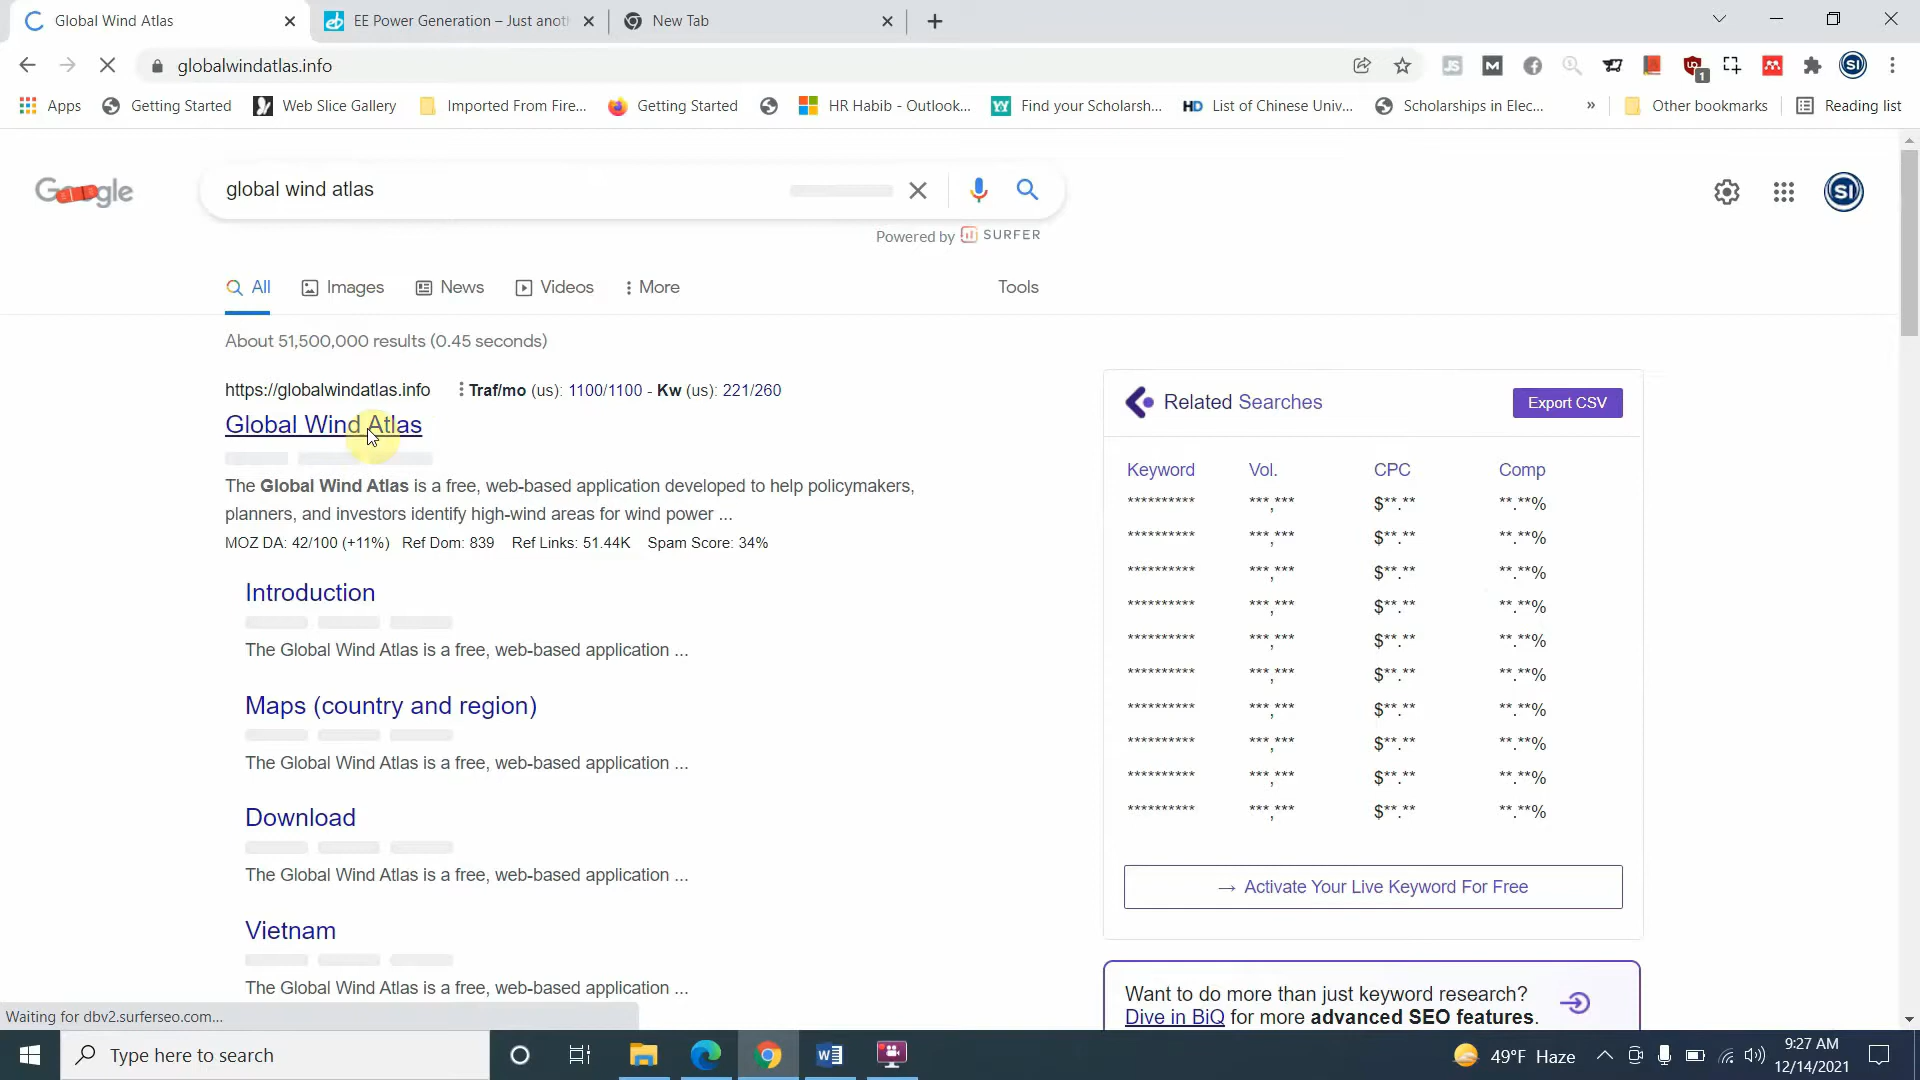 Global Wind Atlas
EE Power Generation – Just anot
New Tab
globalwindatlas.info
Apps
Getting Started
Web Slice Gallery
Imported From Fire...
Getting Started
HR Habib - Outlook...
Find your Scholarsh...
List of Chinese Univ...
Scholarships in Elec...
»
Other bookmarks
Reading list
Google
global wind atlas
SI
Powered by SURFER
All
Images
News
Videos
More
Tools
About 51,500,000 results (0.45 seconds)
https://globalwindatlas.info
Traf/mo (us): 1100/1100 - Kw (us): 221/260
Global Wind Atlas
The Global Wind Atlas is a free, web-based application developed to help policymakers,
planners, and investors identify high-wind areas for wind power ...
MOZ DA: 42/100 (+11%) Ref Dom: 839 Ref Links: 51.44K Spam Score: 34%
Introduction
The Global Wind Atlas is a free, web-based application ...
Maps (country and region)
The Global Wind Atlas is a free, web-based application ...
Download
The Global Wind Atlas is a free, web-based application ...
Vietnam
The Global Wind Atlas is a free, web-based application ...
Related Searches
Export CSV
Keyword Vol. CPC Comp
********** ***,*** $**.** **.**%
********** ***,*** $**.** **.**%
********** ***,*** $**.** **.**%
********** ***,*** $**.** **.**%
********** ***,*** $**.** **.**%
********** ***,*** $**.** **.**%
********** ***,*** $**.** **.**%
********** ***,*** $**.** **.**%
********** ***,*** $**.** **.**%
********** ***,*** $**.** **.**%
→ Activate Your Live Keyword For Free
Want to do more than just keyword research?
Dive in BiQ for more advanced SEO features.
Waiting for dbv2.surferseo.com...
Type here to search
49°F Haze
9:27 AM
12/14/2021